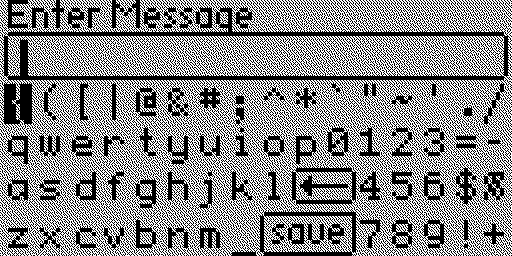 Enter Message
{ ( [ | @ & # ; ^ * ` " ~ ' . /
q w e r t y u i o p 0 1 2 3 = -
a s d f g h j k l ← 4 5 6 $ %
z x c v b n m _ save 7 8 9 ! +